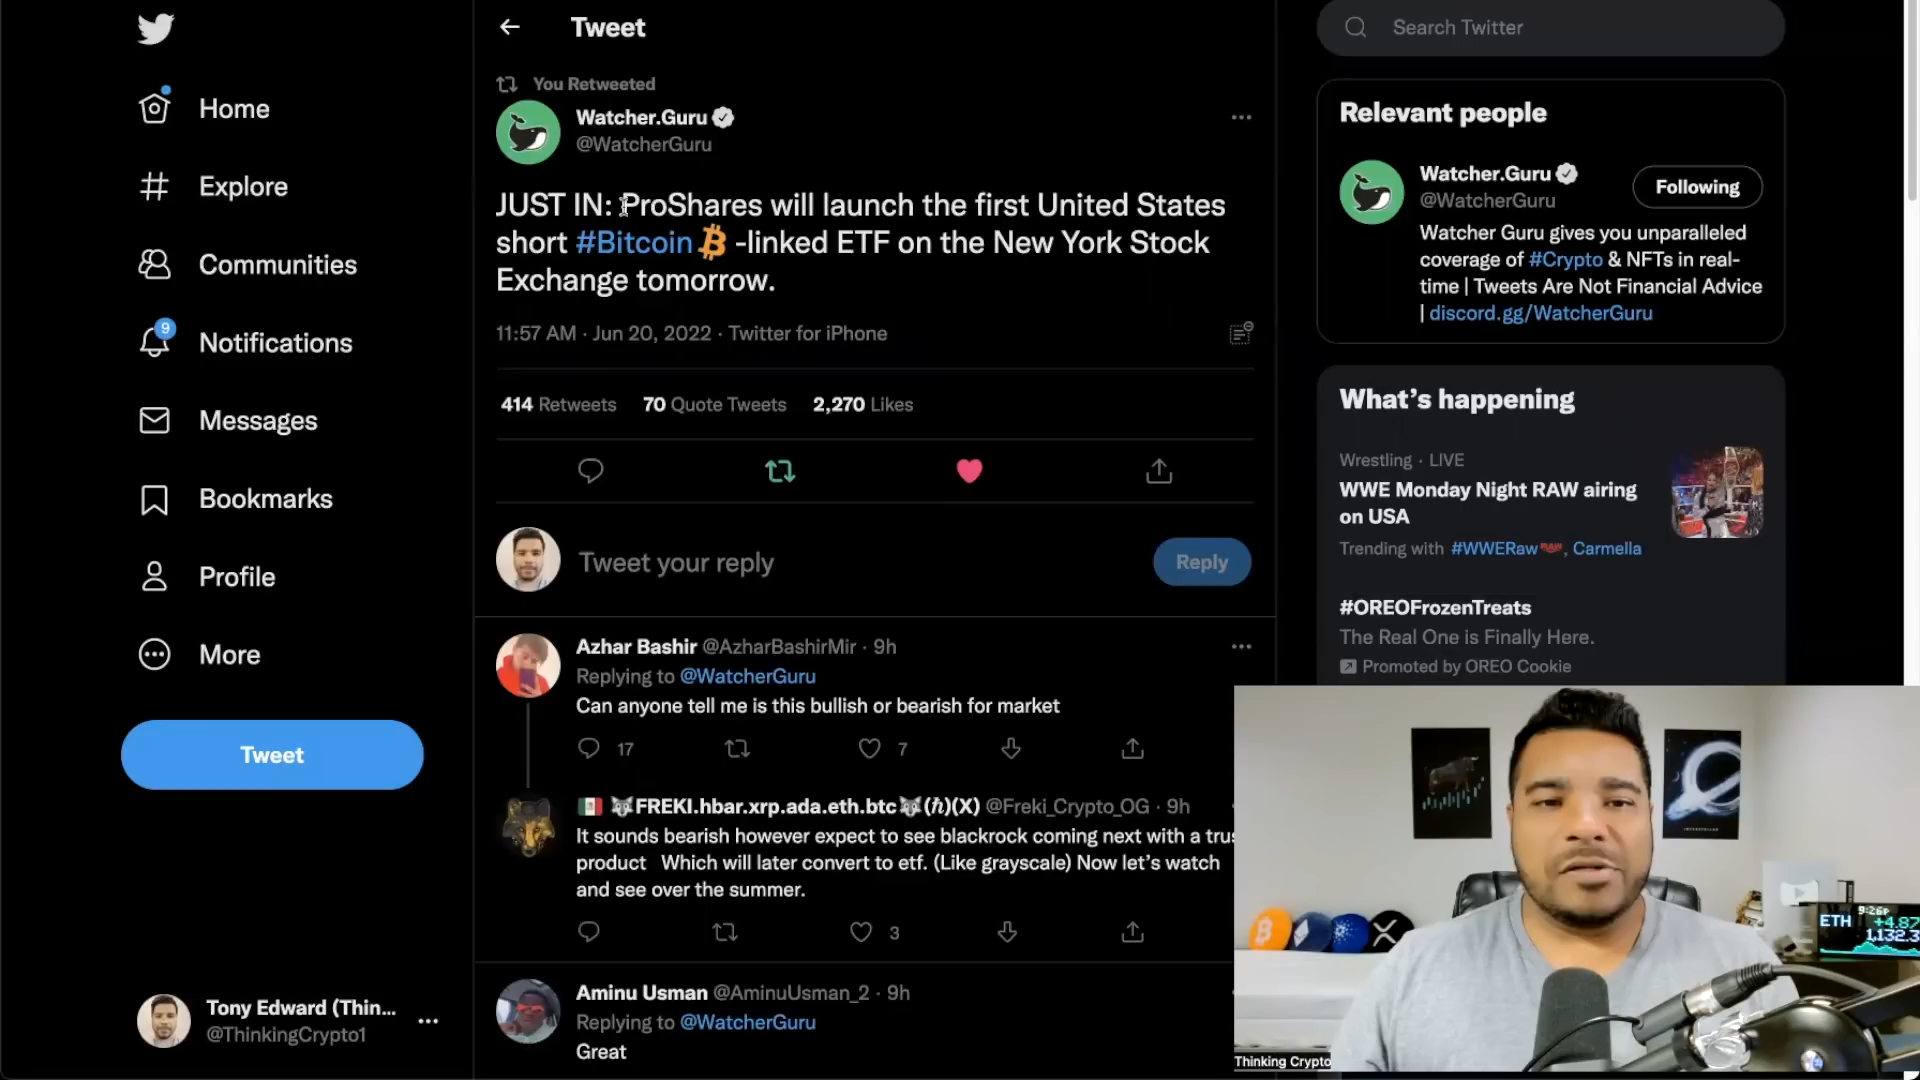 Tweet
Search Twitter
You Retweeted
Home
Explore
Communities
Notifications
9
Messages
Bookmarks
Profile
More
Tweet
Tony Edward (Thin...
@ThinkingCrypto1
Watcher.Guru
@WatcherGuru
JUST IN: ProShares will launch the first United States
short #Bitcoin -linked ETF on the New York Stock
Exchange tomorrow.
11:57 AM · Jun 20, 2022 · Twitter for iPhone
414 Retweets 70 Quote Tweets 2,270 Likes
Tweet your reply
Reply
Azhar Bashir @AzharBashirMir · 9h
Replying to @WatcherGuru
Can anyone tell me is this bullish or bearish for market
17 7
FREKI.hbar.xrp.ada.eth.btc (ℏ)(X) @Freki_Crypto_OG · 9h
It sounds bearish however expect to see blackrock coming next with a trus
product Which will later convert to etf. (Like grayscale) Now let's watch
and see over the summer.
3
Aminu Usman @AminuUsman_2 · 9h
Replying to @WatcherGuru
Great
Relevant people
Watcher.Guru
Following
@WatcherGuru
Watcher Guru gives you unparalleled
coverage of #Crypto & NFTs in real-
time | Tweets Are Not Financial Advice
| discord.gg/WatcherGuru
What's happening
Wrestling · LIVE
WWE Monday Night RAW airing
on USA
Trending with #WWERaw, Carmella
#OREOFrozenTreats
The Real One is Finally Here.
Promoted by OREO Cookie
INTERSTELLAR
9:26P
ETH +4.87
1,132.3
Thinking Crypto